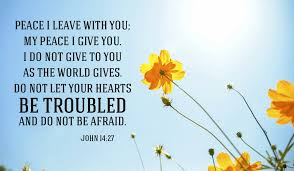 PEACE I LEAVE WITH YOU;
MY PEACE I GIVE YOU.
I DO NOT GIVE TO YOU
AS THE WORLD GIVES.
DO NOT LET YOUR HEARTS
BE TROUBLED
AND DO NOT BE AFRAID.
JOHN 14:27